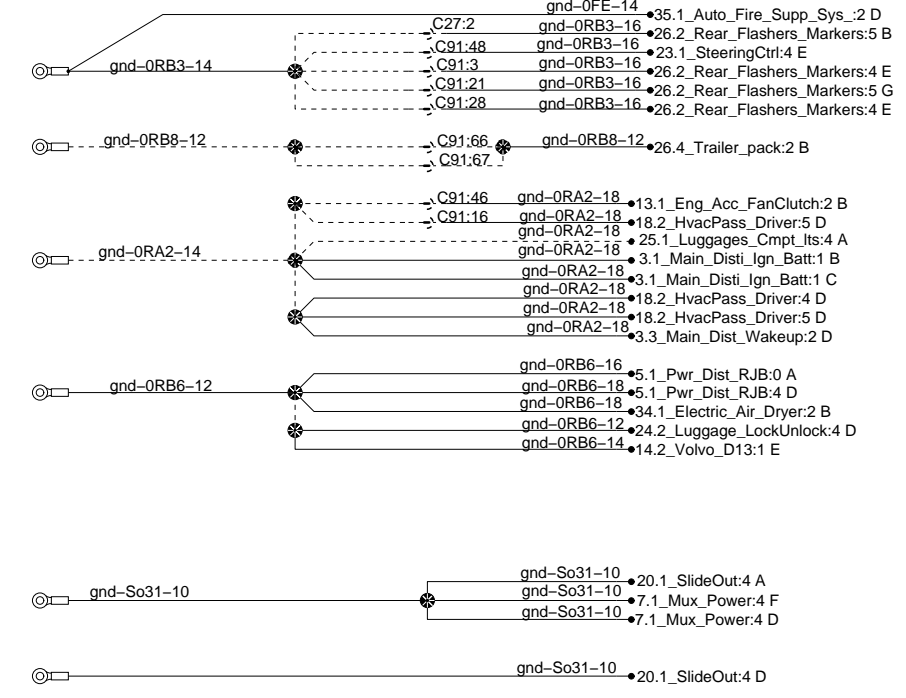 gnd–0FE–14 35.1_Auto_Fire_Supp_Sys_:2 D
C27:2 gnd–0RB3–16 26.2_Rear_Flashers_Markers:5 B
C91:48 gnd–0RB3–16 23.1_SteeringCtrl:4 E
gnd–0RB3–14 C91:3 gnd–0RB3–16 26.2_Rear_Flashers_Markers:4 E
C91:21 gnd–0RB3–16 26.2_Rear_Flashers_Markers:5 G
C91:28 gnd–0RB3–16 26.2_Rear_Flashers_Markers:4 E
gnd–0RB8–12 C91:66 gnd–0RB8–12 26.4_Trailer_pack:2 B
C91:67
C91:46 gnd–0RA2–18 13.1_Eng_Acc_FanClutch:2 B
C91:16 gnd–0RA2–18 18.2_HvacPass_Driver:5 D
gnd–0RA2–18 25.1_Luggages_Cmpt_lts:4 A
gnd–0RA2–14 gnd–0RA2–18 3.1_Main_Disti_Ign_Batt:1 B
gnd–0RA2–18 3.1_Main_Disti_Ign_Batt:1 C
gnd–0RA2–18 18.2_HvacPass_Driver:4 D
gnd–0RA2–18 18.2_HvacPass_Driver:5 D
gnd–0RA2–18 3.3_Main_Dist_Wakeup:2 D
gnd–0RB6–16 5.1_Pwr_Dist_RJB:0 A
gnd–0RB6–12 gnd–0RB6–18 5.1_Pwr_Dist_RJB:4 D
gnd–0RB6–18 34.1_Electric_Air_Dryer:2 B
gnd–0RB6–12 24.2_Luggage_LockUnlock:4 D
gnd–0RB6–14 14.2_Volvo_D13:1 E
gnd–So31–10 20.1_SlideOut:4 A
gnd–So31–10 gnd–So31–10 7.1_Mux_Power:4 F
gnd–So31–10 7.1_Mux_Power:4 D
gnd–So31–10 20.1_SlideOut:4 D